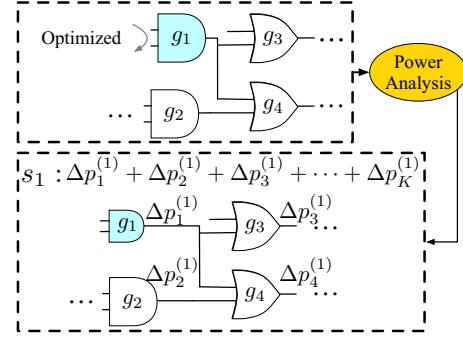 Optimized
g₁
g₃ ⋯
⋯ g₂
g₄ ⋯
Power
Analysis
s₁ : Δp₁⁽¹⁾ + Δp₂⁽¹⁾ + Δp₃⁽¹⁾ + ⋯ + Δp_K⁽¹⁾
g₁ Δp₁⁽¹⁾
g₃ Δp₃⁽¹⁾ ⋯
⋯ g₂ Δp₂⁽¹⁾
g₄ Δp₄⁽¹⁾ ⋯